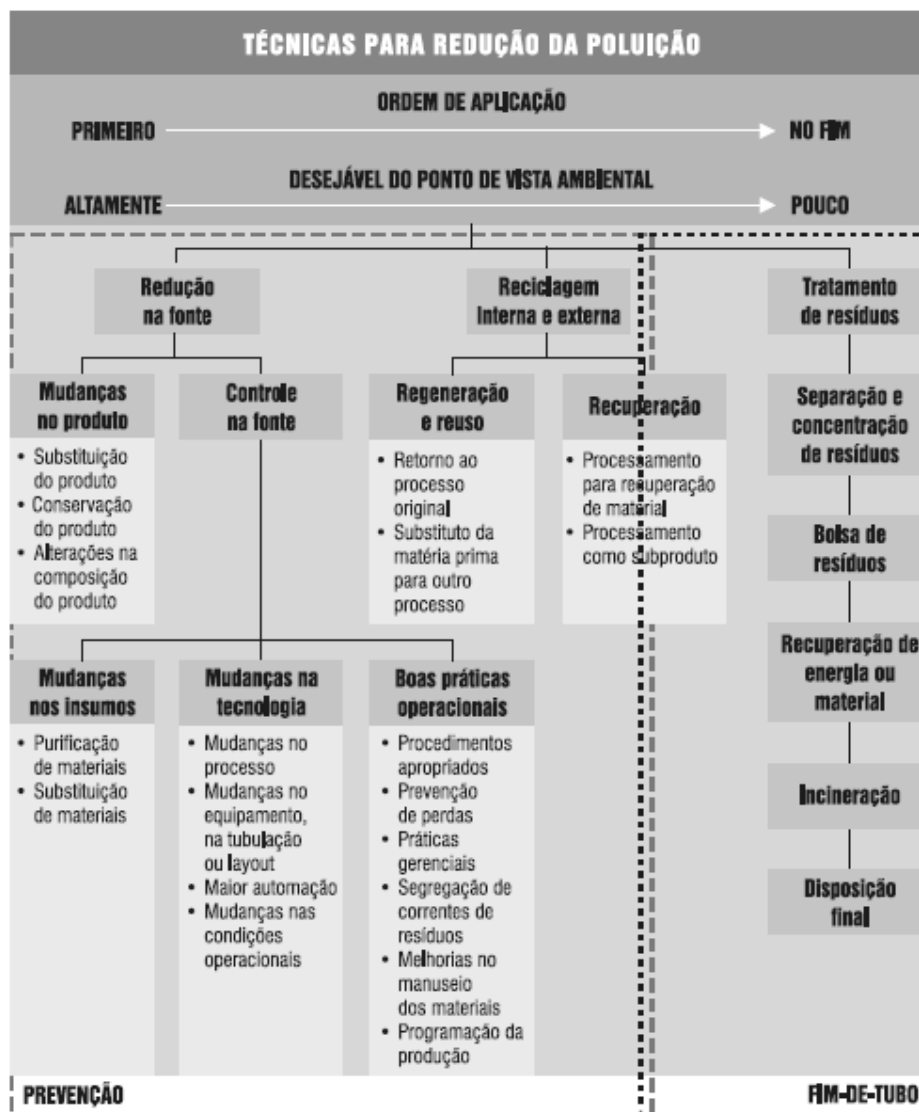 TÉCNICAS PARA REDUÇÃO DA POLUIÇÃO
ORDEM DE APLICAÇÃO
PRIMEIRO
NO FIM
DESEJÁVEL DO PONTO DE VISTA AMBIENTAL
ALTAMENTE
POUCO
Redução
na fonte
Reciclagem
Interna e externa
Tratamento
de resíduos
Mudanças
no produto
• Substituição
do produto
• Conservação
do produto
• Alterações na
composição
do produto
Controle
na fonte
Regeneração
e reuso
• Retorno ao
processo
original
• Substituto da
matéria prima
para outro
processo
Recuperação
• Processamento
para recuperação
de material
• Processamento
como subproduto
Separação e
concentração
de resíduos
Bolsa de
resíduos
Recuperação de
energia ou
material
Incineração
Disposição
final
Mudanças
nos insumos
• Purificação
de materiais
• Substituição
de materiais
Mudanças na
tecnologia
• Mudanças no
processo
• Mudanças no
equipamento,
na tubulação
ou layout
• Maior automação
• Mudanças nas
condições
operacionais
Boas práticas
operacionais
• Procedimentos
apropriados
• Prevenção
de perdas
• Práticas
gerenciais
• Segregação de
correntes de
resíduos
• Melhorias no
manuseio
dos materiais
• Programação da
produção
PREVENÇÃO
FIM-DE-TUBO